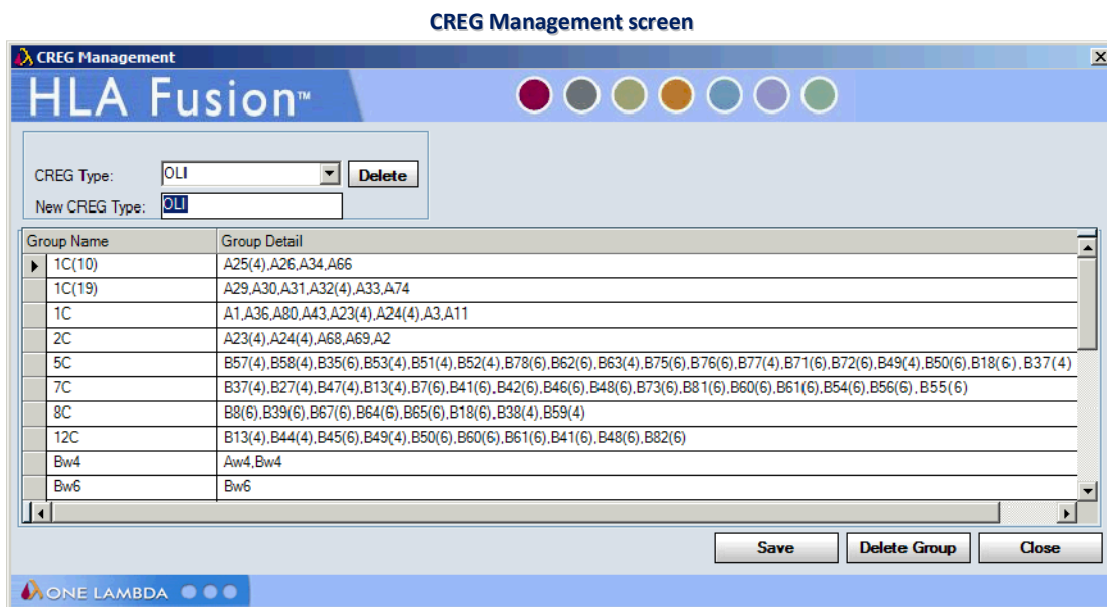 CREG Management screen
CREG Management
HLA Fusion™
CREG Type: OLI Delete
New CREG Type: OLI
Group Name Group Detail
1C(10) A25(4),A26,A34,A66
1C(19) A29,A30,A31,A32(4),A33,A74
1C A1,A36,A80,A43,A23(4),A24(4),A3,A11
2C A23(4),A24(4),A68,A69,A2
5C B57(4),B58(4),B35(6),B53(4),B51(4),B52(4),B78(6),B62(6),B63(4),B75(6),B76(6),B77(4),B71(6),B72(6),B49(4),B50(6),B18(6),B37(4)
7C B37(4),B27(4),B47(4),B13(4),B7(6),B41(6),B42(6),B46(6),B48(6),B73(6),B81(6),B60(6),B61(6),B54(6),B56(6),B55(6)
8C B8(6),B39(6),B67(6),B64(6),B65(6),B18(6),B38(4),B59(4)
12C B13(4),B44(4),B45(6),B49(4),B50(6),B60(6),B61(6),B41(6),B48(6),B82(6)
Bw4 Aw4,Bw4
Bw6 Bw6
Save Delete Group Close
ONE LAMBDA